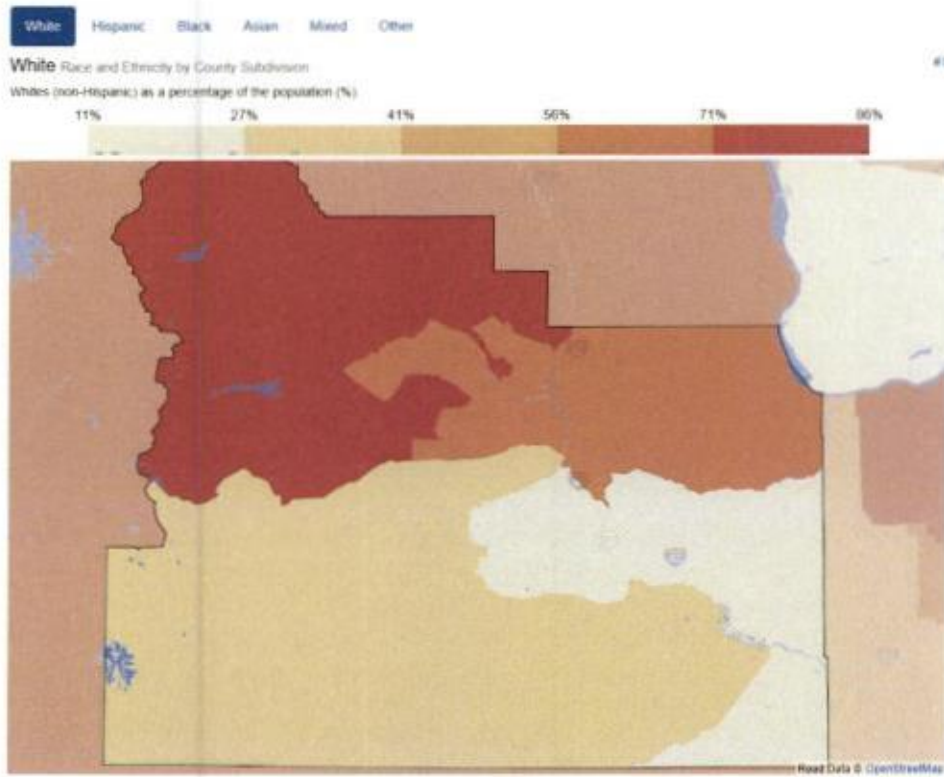 White Hispanic Black Asian Mixed Other
White Race and Ethnicity by County Subdivision
Whites (non-Hispanic) as a percentage of the population (%)
11% 27% 41% 56% 71% 86%
Road Data © OpenStreetMap